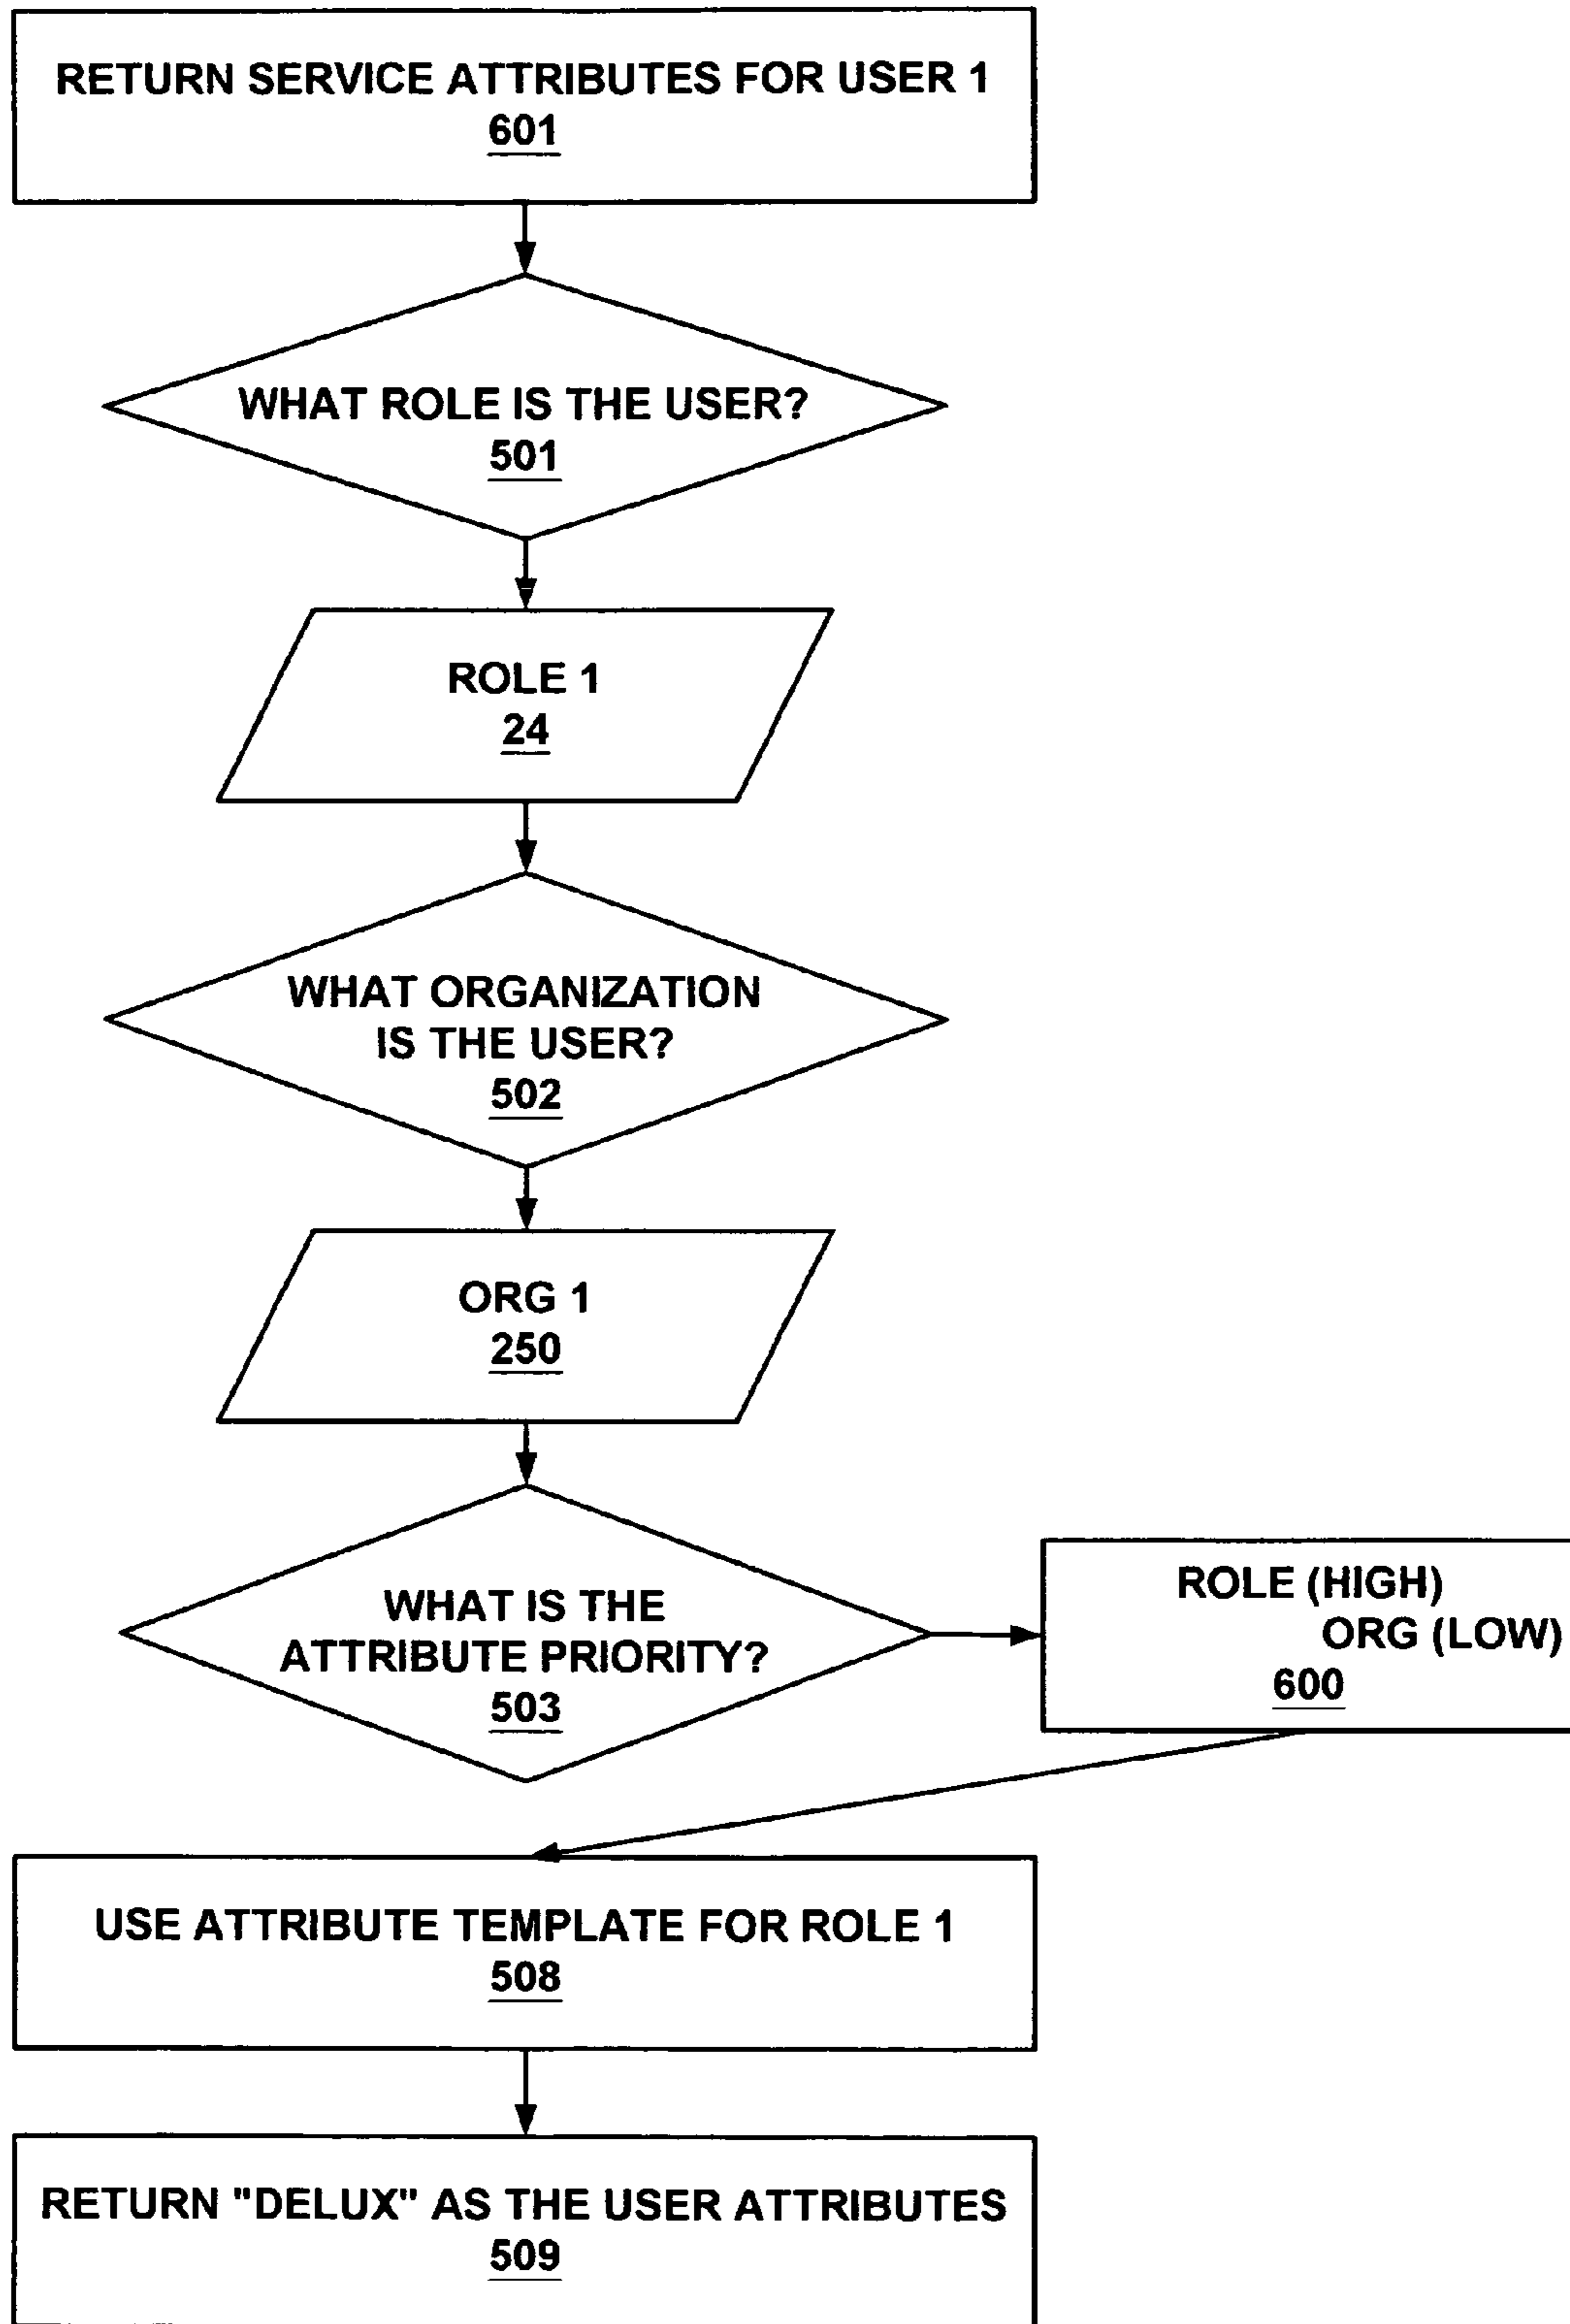 RETURN SERVICE ATTRIBUTES FOR USER 1
601
WHAT ROLE IS THE USER?
501
ROLE 1
24
WHAT ORGANIZATION
IS THE USER?
502
ORG 1
250
WHAT IS THE
ATTRIBUTE PRIORITY?
503
ROLE (HIGH)
ORG (LOW)
600
USE ATTRIBUTE TEMPLATE FOR ROLE 1
508
RETURN "DELUX" AS THE USER ATTRIBUTES
509